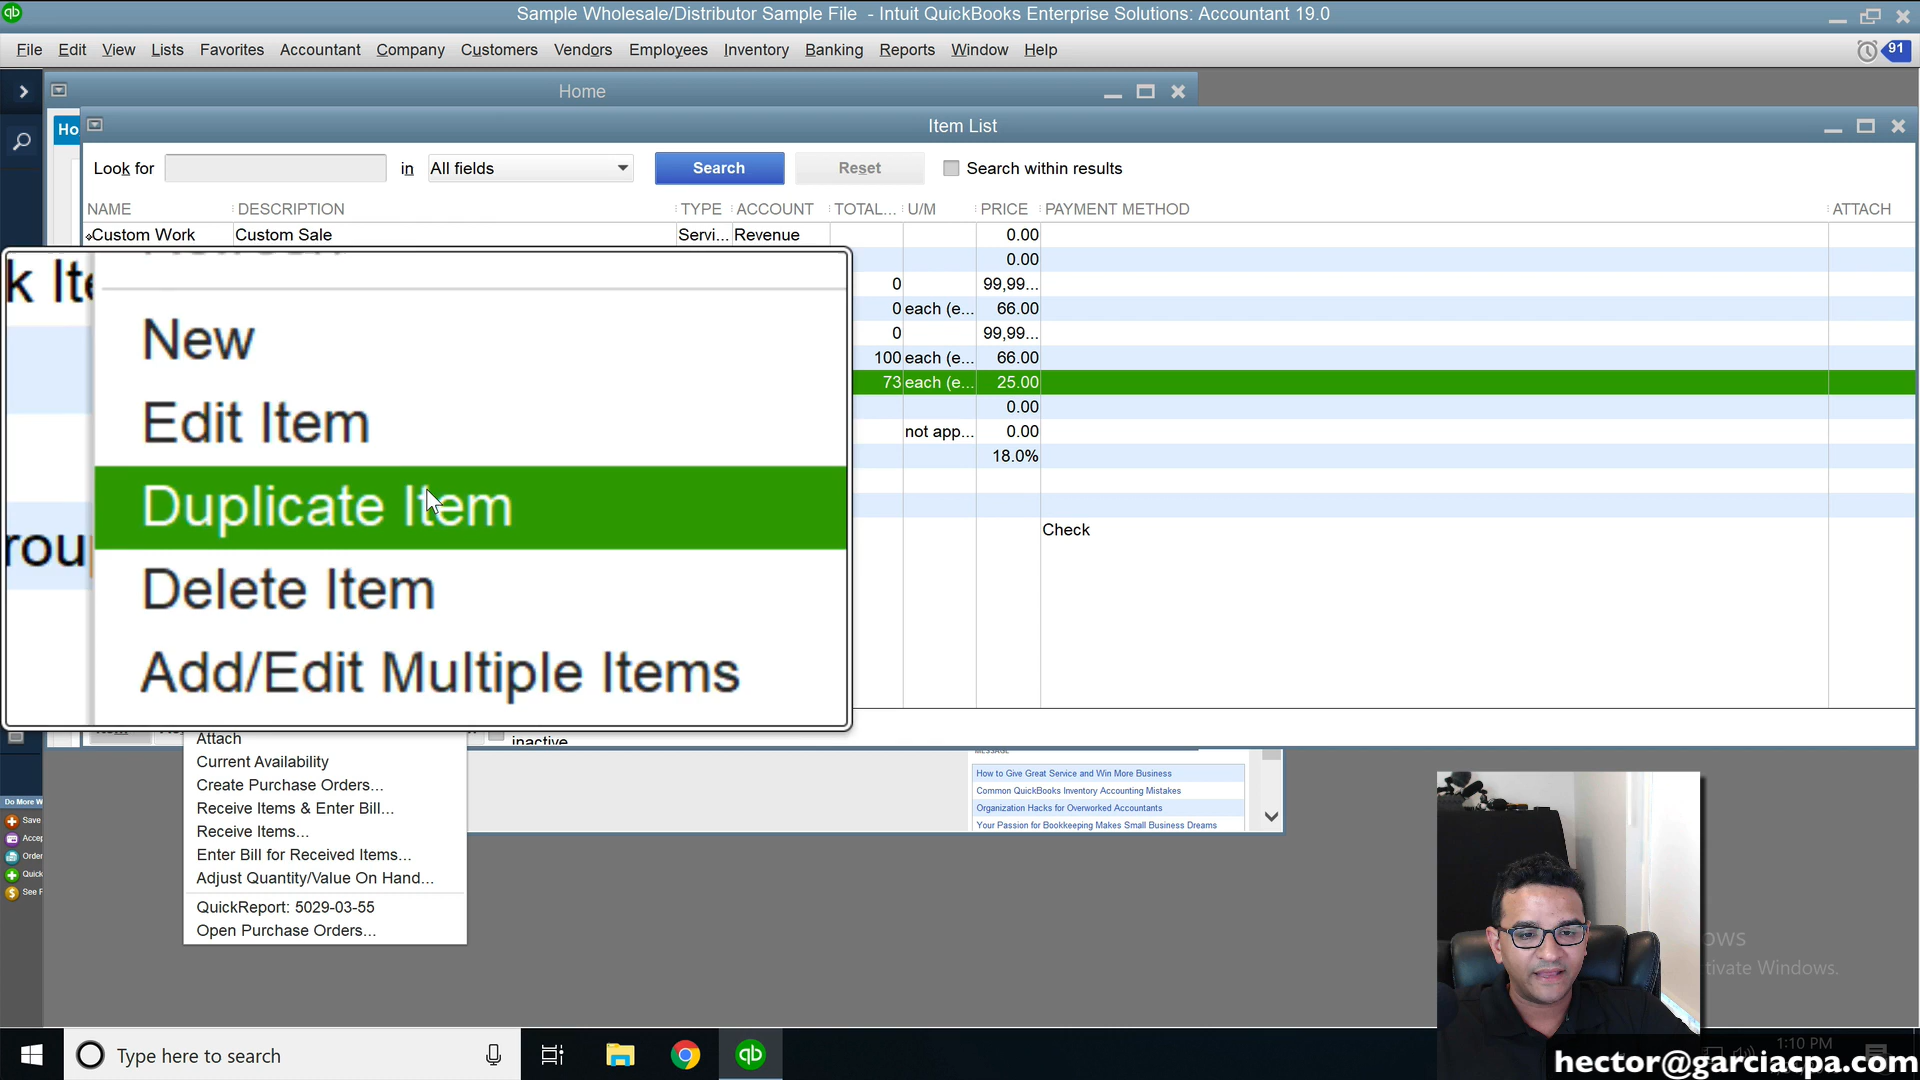 Sample Wholesale/Distributor Sample File - Intuit QuickBooks Enterprise Solutions: Accountant 19.0
File Edit View Lists Favorites Accountant Company Customers Vendors Employees Inventory Banking Reports Window Help
91
Home
Ho
Item List
Look for in All fields Search Reset Search within results
NAME DESCRIPTION TYPE ACCOUNT TOTAL... U/M PRICE PAYMENT METHOD ATTACH
Custom Work Custom Sale Servi... Revenue 0.00
0.00
0 99,99...
0 each (e... 66.00
0 99,99...
100 each (e... 66.00
73 each (e... 25.00
0.00
not app... 0.00
18.0%
Check
k Ite
New
Edit Item
Duplicate Item
rou
Delete Item
Add/Edit Multiple Items
inactive
Attach
Current Availability
Create Purchase Orders...
Receive Items & Enter Bill...
Receive Items...
Enter Bill for Received Items...
Adjust Quantity/Value On Hand...
QuickReport: 5029-03-55
Open Purchase Orders...
MESSAGE
How to Give Great Service and Win More Business
Common QuickBooks Inventory Accounting Mistakes
Organization Hacks for Overworked Accountants
Your Passion for Bookkeeping Makes Small Business Dreams
Do More W
Save
Accep
Order
Quick
See F
ows
tivate Windows.
Type here to search
qb
1:10 PM
hector@garciacpa.com